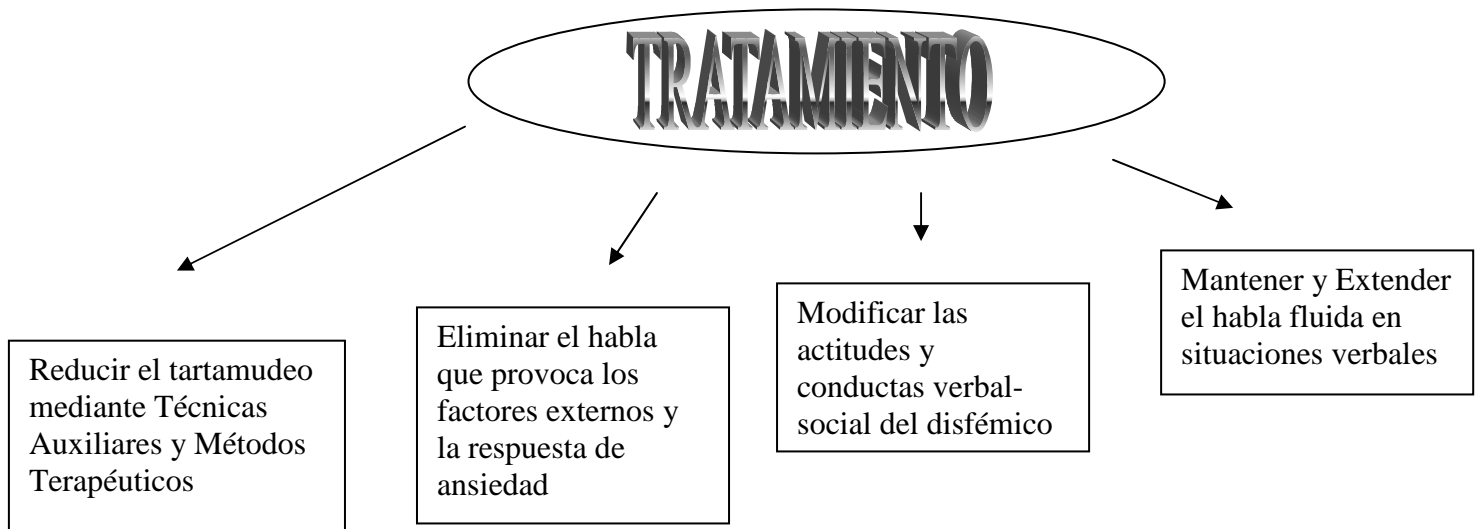 TRATAMIENTO
Reducir el tartamudeo
mediante Técnicas
Auxiliares y Métodos
Terapéuticos
Eliminar el habla
que provoca los
factores externos y
la respuesta de
ansiedad
Modificar las
actitudes y
conductas verbal-
social del disfémico
Mantener y Extender
el habla fluida en
situaciones verbales